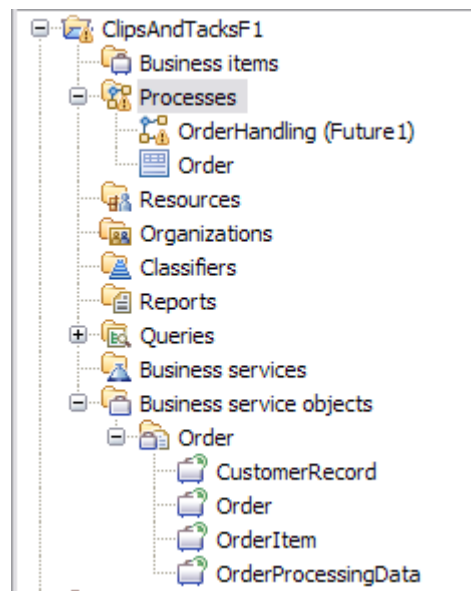 ClipsAndTacksF1
Business items
Processes
OrderHandling (Future1)
Order
Resources
Organizations
Classifiers
Reports
Queries
Business services
Business service objects
Order
CustomerRecord
Order
OrderItem
OrderProcessingData